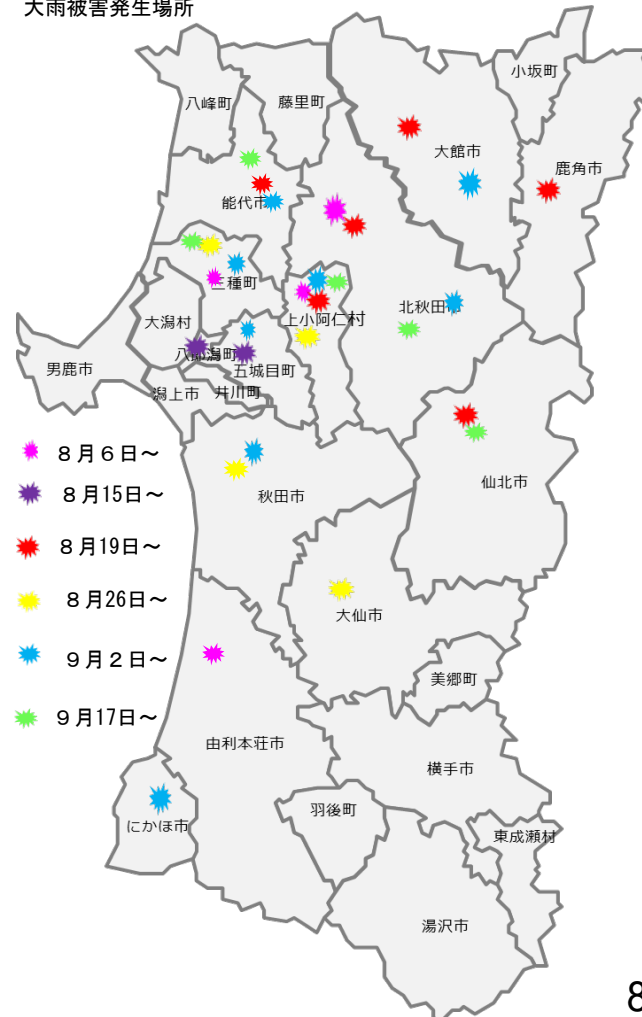 大雨被害発生場所
小坂町
八峰町
藤里町
大館市
鹿角市
能代市
三種町
大潟村
上小阿仁村
北秋田市
八郎潟町
男鹿市
五城目町
潟上市
井川町
8月6日～
8月15日～
仙北市
秋田市
8月19日～
8月26日～
大仙市
9月2日～
美郷町
9月17日～
由利本荘市
横手市
羽後町
にかほ市
東成瀬村
湯沢市
8